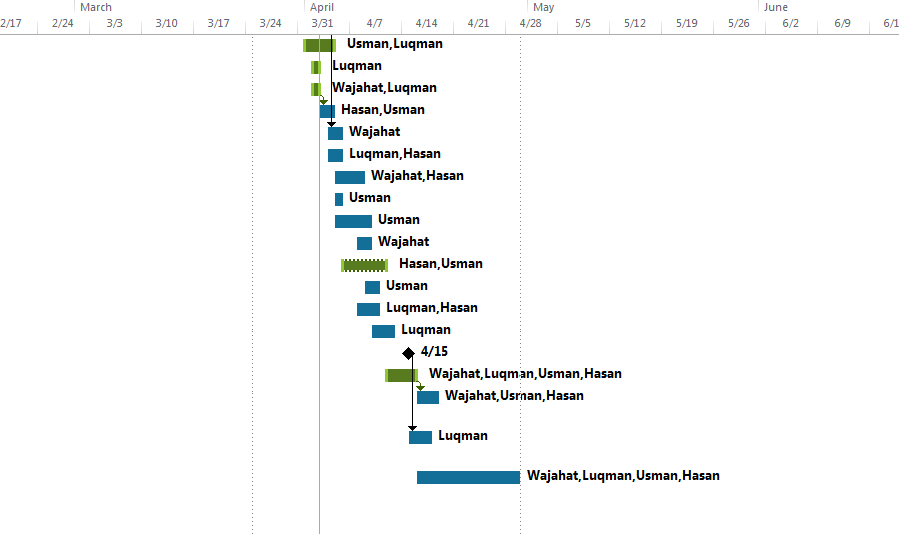 March April May June
2/17 2/24 3/3 3/10 3/17 3/24 3/31 4/7 4/14 4/21 4/28 5/5 5/12 5/19 5/26 6/2 6/9
Usman,Luqman
Luqman
Wajahat,Luqman
Hasan,Usman
Wajahat
Luqman,Hasan
Wajahat,Hasan
Usman
Usman
Wajahat
Hasan,Usman
Usman
Luqman,Hasan
Luqman
4/15
Wajahat,Luqman,Usman,Hasan
Wajahat,Usman,Hasan
Luqman
Wajahat,Luqman,Usman,Hasan